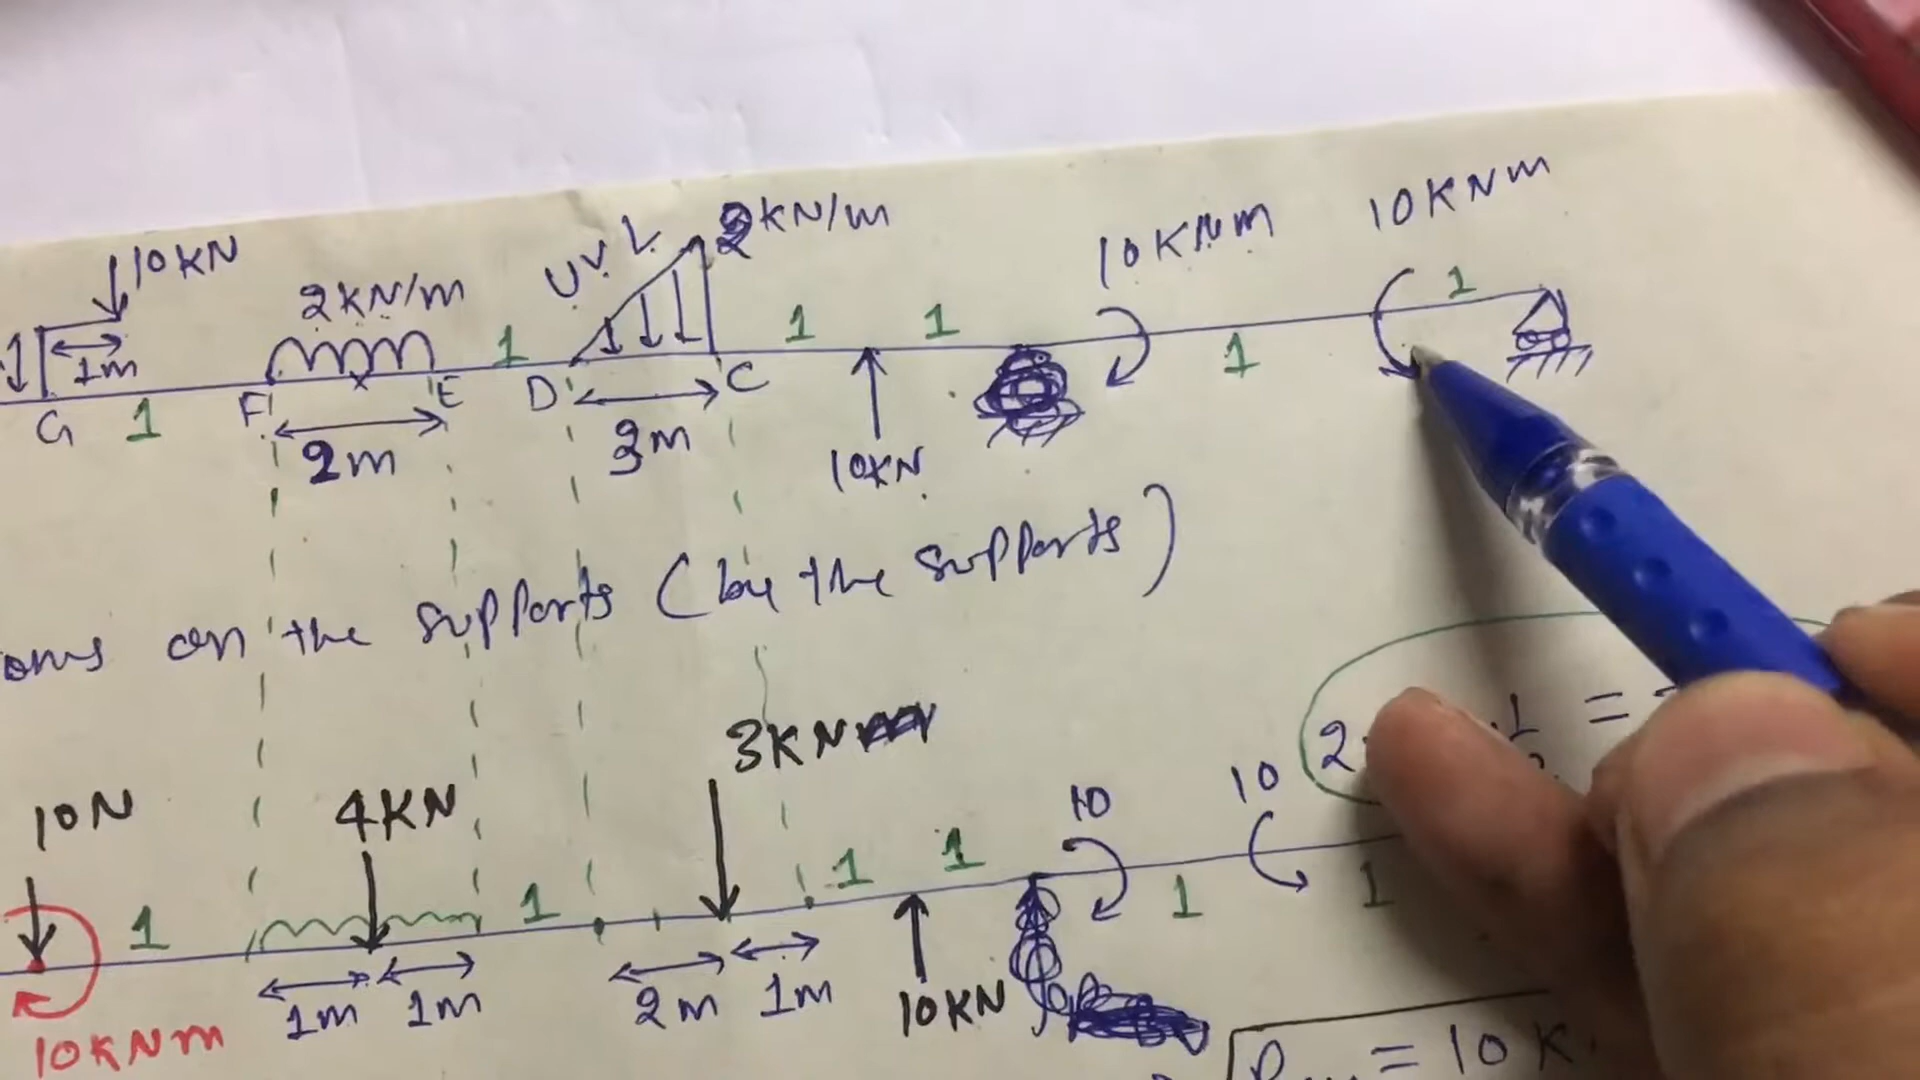 10KN 2KN/m UVL 2KN/m 10KNm 10KNm
1m 1 1 1 1
G 1 F E D C 1
2m 3m 10KN
on the supports (by the supports)
3KN
10N 4KN 10 10 2
1 1 1 1 1 1
1m 1m 2m 1m 10KN
10KNm
= 10K